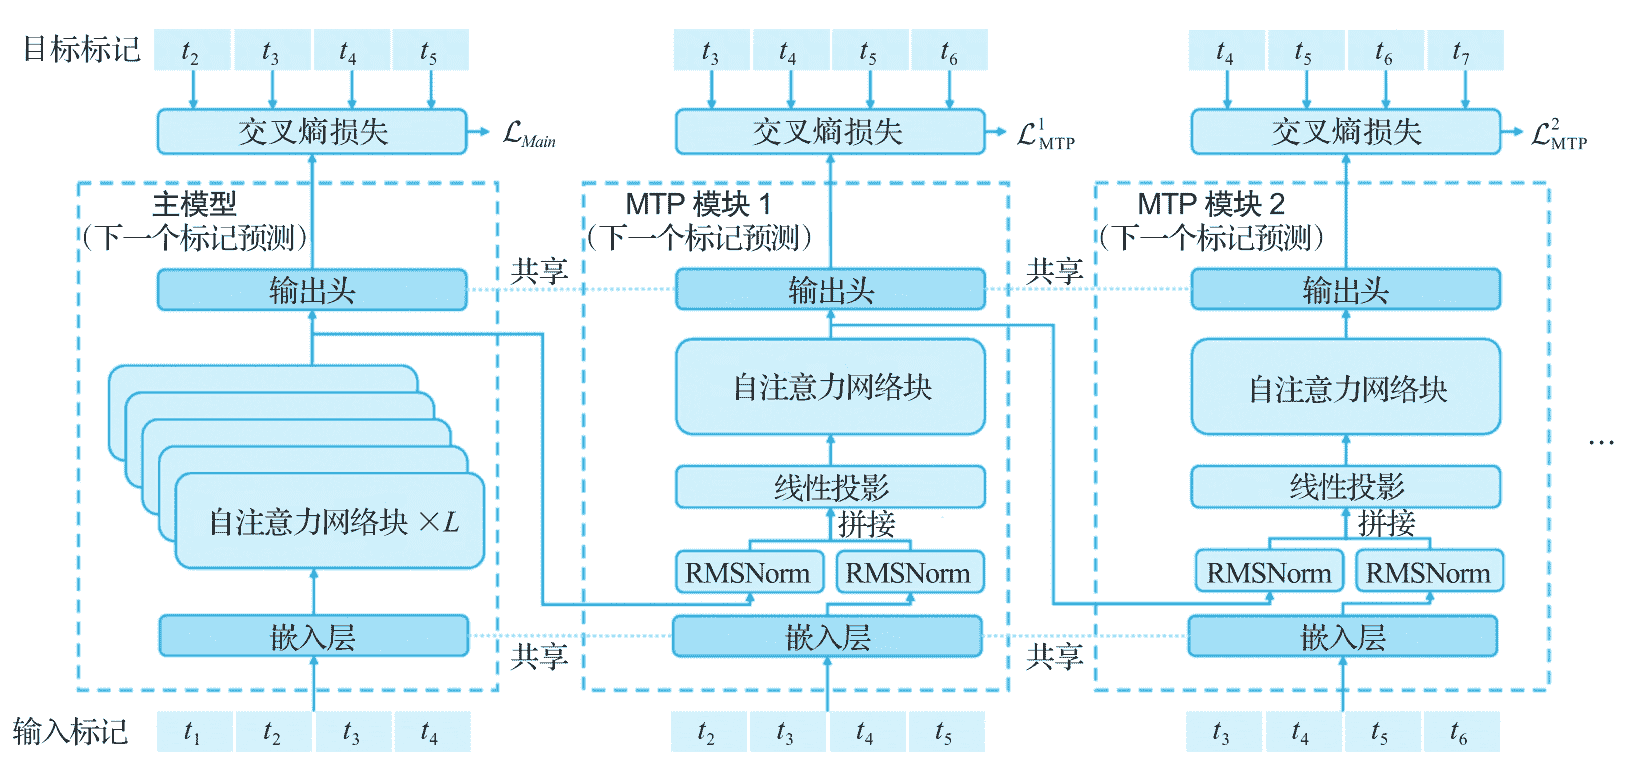 目标标记 t2 t3 t4 t5 t3 t4 t5 t6 t4 t5 t6 t7
交叉熵损失 ℒMain 交叉熵损失 ℒ¹MTP 交叉熵损失 ℒ²MTP
主模型 MTP 模块 1 MTP 模块 2
（下一个标记预测） （下一个标记预测） （下一个标记预测）
共享 共享
输出头 输出头 输出头
自注意力网络块 自注意力网络块
…
线性投影 线性投影
自注意力网络块 ×L 拼接 拼接
RMSNorm RMSNorm RMSNorm RMSNorm
嵌入层 嵌入层 嵌入层
共享 共享
输入标记 t1 t2 t3 t4 t2 t3 t4 t5 t3 t4 t5 t6